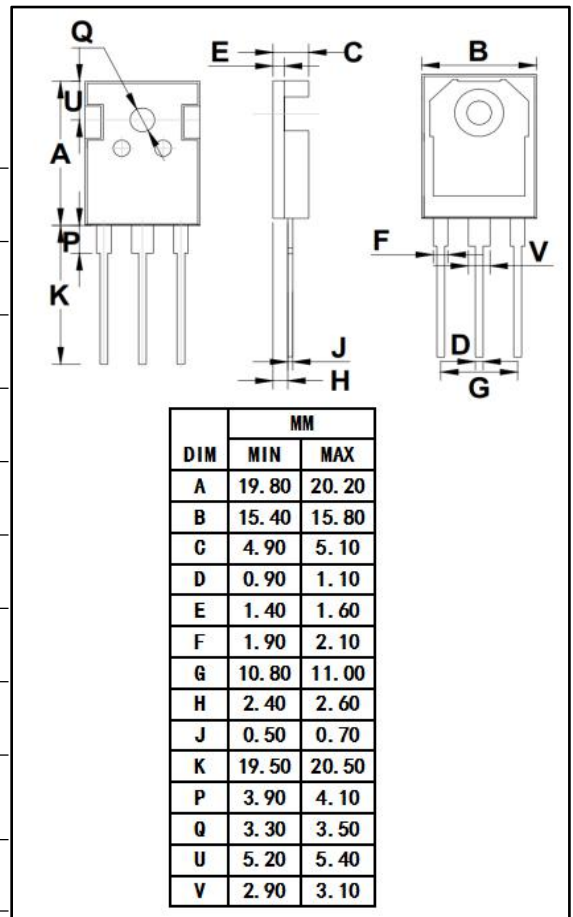 Q
E C B
U
A
P
F V
K
J D
H G
MM
DIM MIN MAX
A 19.80 20.20
B 15.40 15.80
C 4.90 5.10
D 0.90 1.10
E 1.40 1.60
F 1.90 2.10
G 10.80 11.00
H 2.40 2.60
J 0.50 0.70
K 19.50 20.50
P 3.90 4.10
Q 3.30 3.50
U 5.20 5.40
V 2.90 3.10